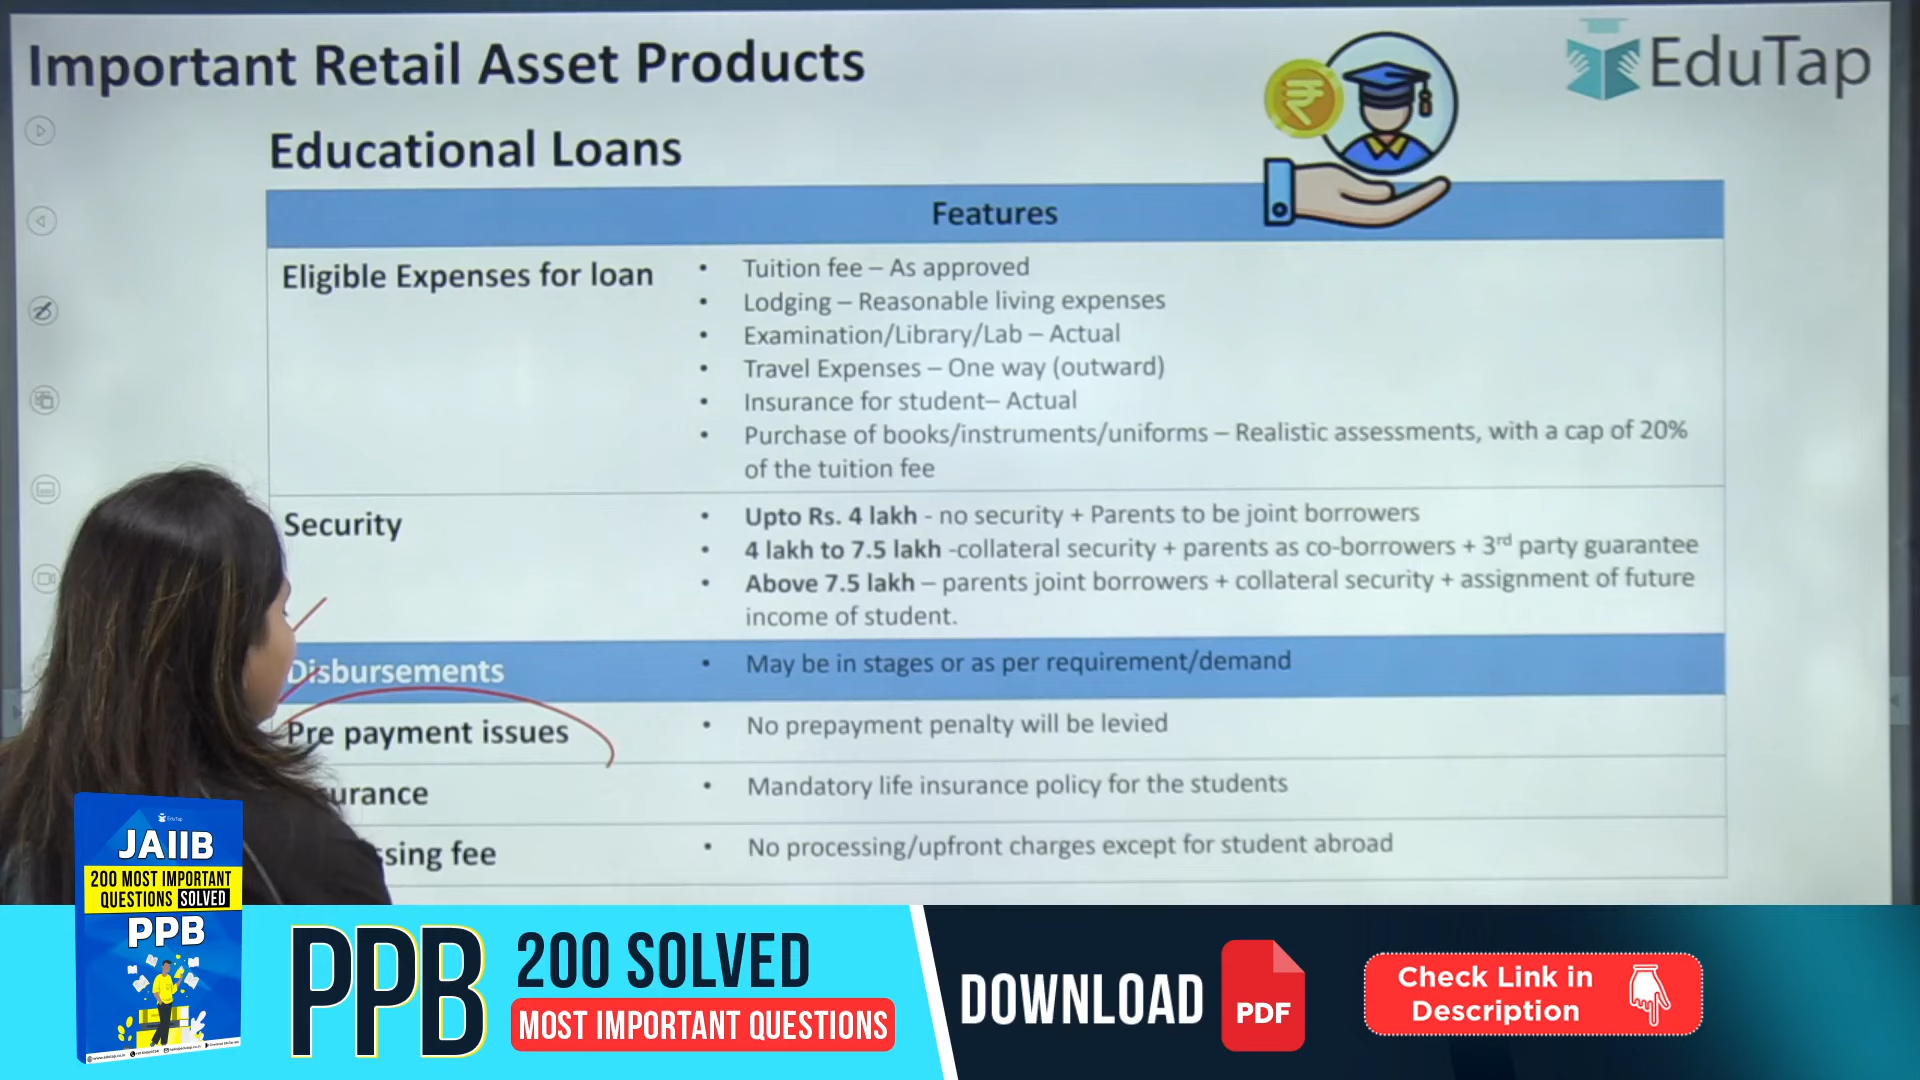 Important Retail Asset Products
EduTap
Educational Loans
Features
Eligible Expenses for loan
• Tuition fee – As approved
• Lodging – Reasonable living expenses
• Examination/Library/Lab – Actual
• Travel Expenses – One way (outward)
• Insurance for student– Actual
• Purchase of books/instruments/uniforms – Realistic assessments, with a cap of 20%
of the tuition fee
Security
• Upto Rs. 4 lakh - no security + Parents to be joint borrowers
• 4 lakh to 7.5 lakh -collateral security + parents as co-borrowers + 3rd party guarantee
• Above 7.5 lakh – parents joint borrowers + collateral security + assignment of future
income of student.
Disbursements
• May be in stages or as per requirement/demand
Pre payment issues
• No prepayment penalty will be levied
urance
• Mandatory life insurance policy for the students
ssing fee
• No processing/upfront charges except for student abroad
EduTap
JAIIB
200 MOST IMPORTANT
QUESTIONS SOLVED
PPB
PPB
200 SOLVED
MOST IMPORTANT QUESTIONS
DOWNLOAD
PDF
Check Link in
Description